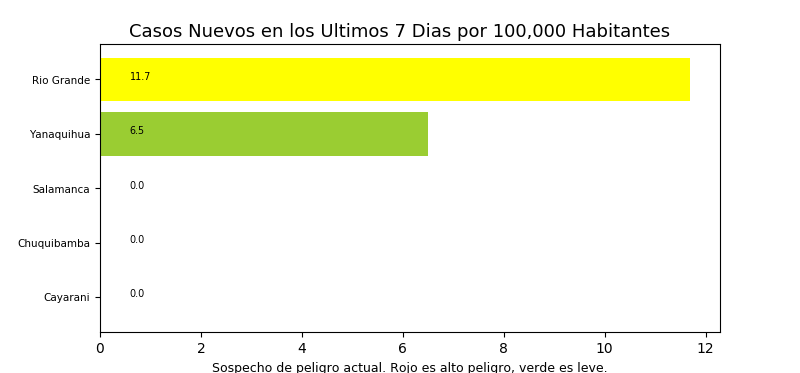 Casos Nuevos en los Ultimos 7 Dias por 100,000 Habitantes
Rio Grande 11.7
Yanaquihua 6.5
Salamanca 0.0
Chuquibamba 0.0
Cayarani 0.0
0 2 4 6 8 10 12
Sospecho de peligro actual. Rojo es alto peligro, verde es leve.